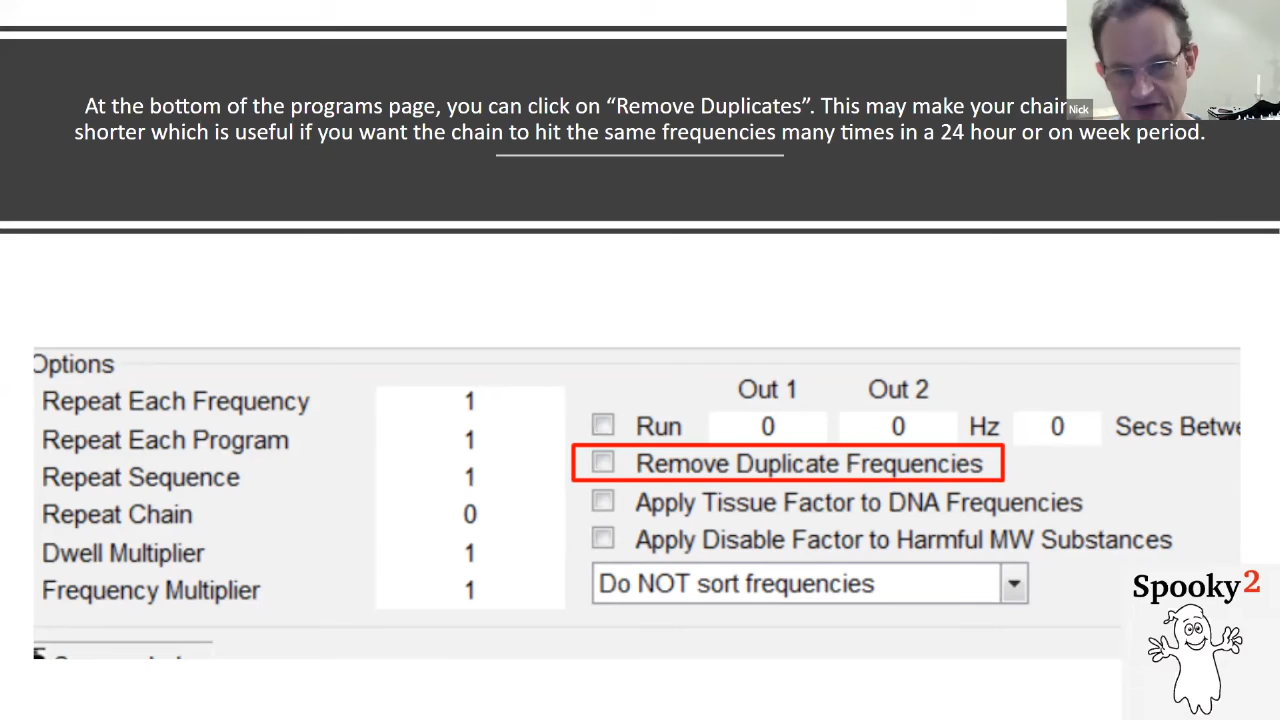 At the bottom of the programs page, you can click on “Remove Duplicates”. This may make your chain
shorter which is useful if you want the chain to hit the same frequencies many times in a 24 hour or on week period.
Nick
Options
Out 1 Out 2
Repeat Each Frequency 1
Run 0 0 Hz 0 Secs Betwe
Repeat Each Program 1
Remove Duplicate Frequencies
Repeat Sequence 1
Apply Tissue Factor to DNA Frequencies
Repeat Chain 0
Apply Disable Factor to Harmful MW Substances
Dwell Multiplier 1
Do NOT sort frequencies
Frequency Multiplier 1
Spooky2